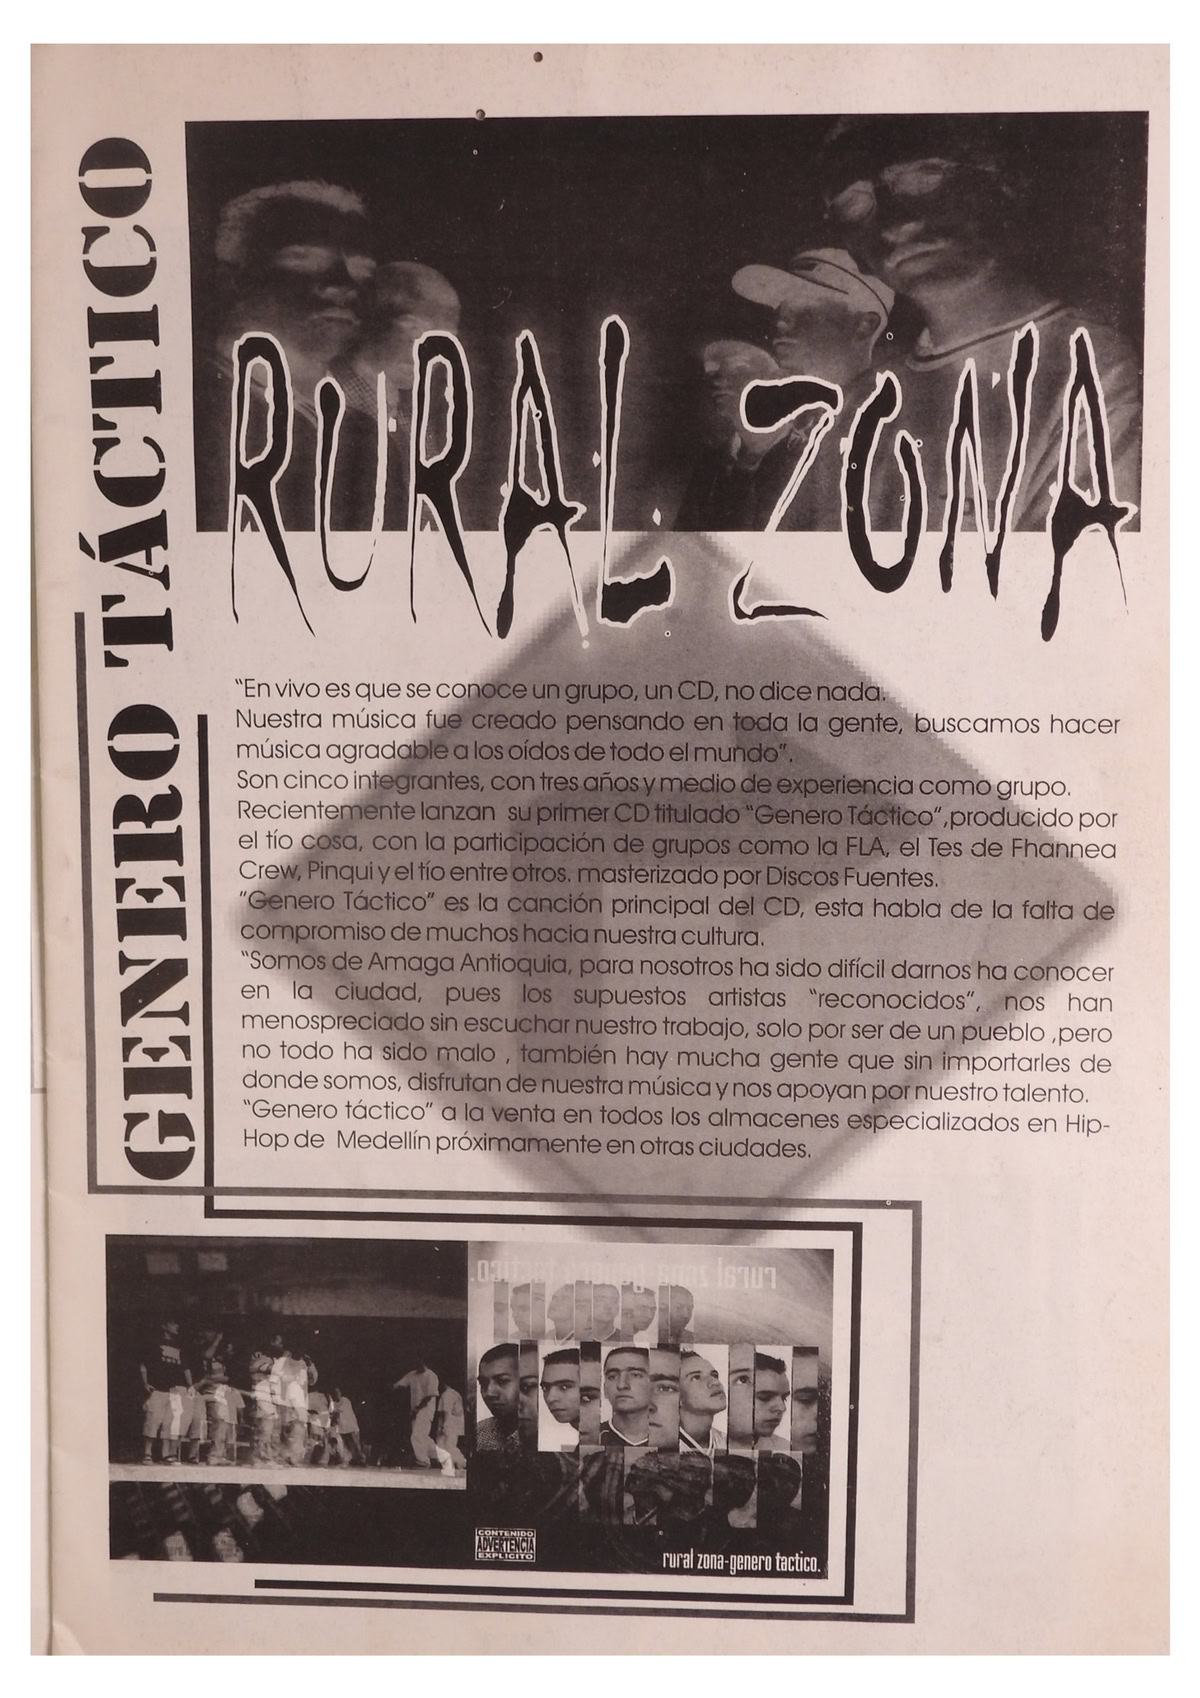 GENERO TÁCTICO
RURAL ZONA
"En vivo es que se conoce un grupo, un CD, no dice nada.
Nuestra música fue creado pensando en toda la gente, buscamos hacer
música agradable a los oídos de todo el mundo".
Son cinco integrantes, con tres años y medio de experiencia como grupo.
Recientemente lanzan su primer CD titulado "Genero Táctico",producido por
el tío cosa, con la participación de grupos como la FLA, el Tes de Fhannea
Crew, Pinqui y el tío entre otros. masterizado por Discos Fuentes.
"Genero Táctico" es la canción principal del CD, esta habla de la falta de
compromiso de muchos hacia nuestra cultura.
"Somos de Amaga Antioquia, para nosotros ha sido difícil darnos ha conocer
en la ciudad, pues los supuestos artistas "reconocidos", nos han
menospreciado sin escuchar nuestro trabajo, solo por ser de un pueblo ,pero
no todo ha sido malo , también hay mucha gente que sin importarles de
donde somos, disfrutan de nuestra música y nos apoyan por nuestro talento.
"Genero táctico" a la venta en todos los almacenes especializados en Hip-
Hop de Medellín próximamente en otras ciudades.
rural zona-genero tactico.
CONTENIDO
ADVERTENCIA
EXPLICITO
rural zona-genero tactico.